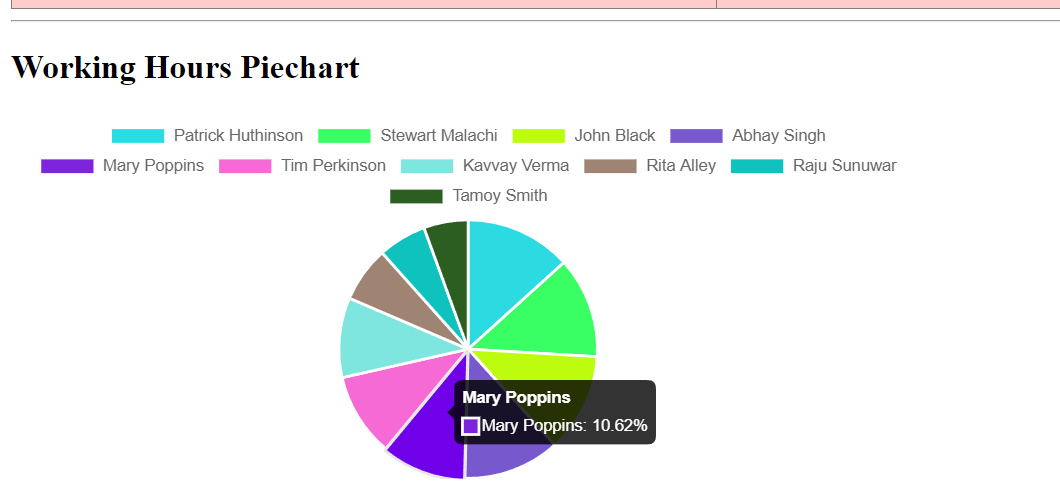 Working Hours Piechart
Patrick Huthinson Stewart Malachi John Black Abhay Singh
Mary Poppins Tim Perkinson Kavvay Verma Rita Alley Raju Sunuwar
Tamoy Smith
Mary Poppins
Mary Poppins: 10.62%